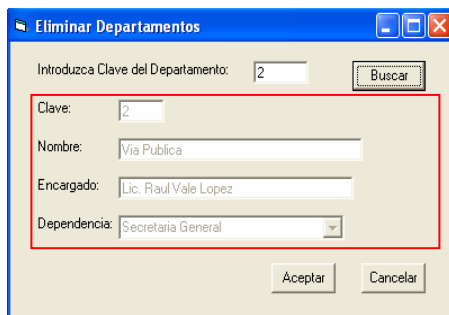 Eliminar Departamentos
Introduzca Clave del Departamento: 2 Buscar
Clave: 2
Nombre: Via Publica
Encargado: Lic. Raul Vale Lopez
Dependencia: Secretaria General
Aceptar Cancelar